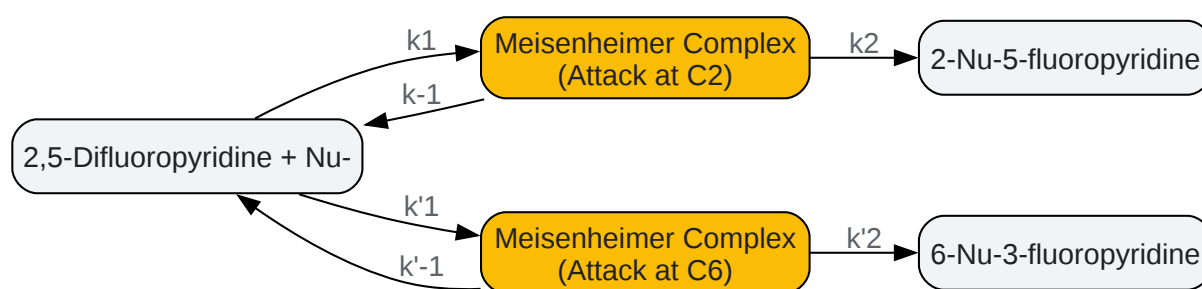 k1
Meisenheimer Complex
(Attack at C2)
k2
2-Nu-5-fluoropyridine
k-1
2,5-Difluoropyridine + Nu-
k'1
Meisenheimer Complex
(Attack at C6)
k'2
6-Nu-3-fluoropyridine
k'-1